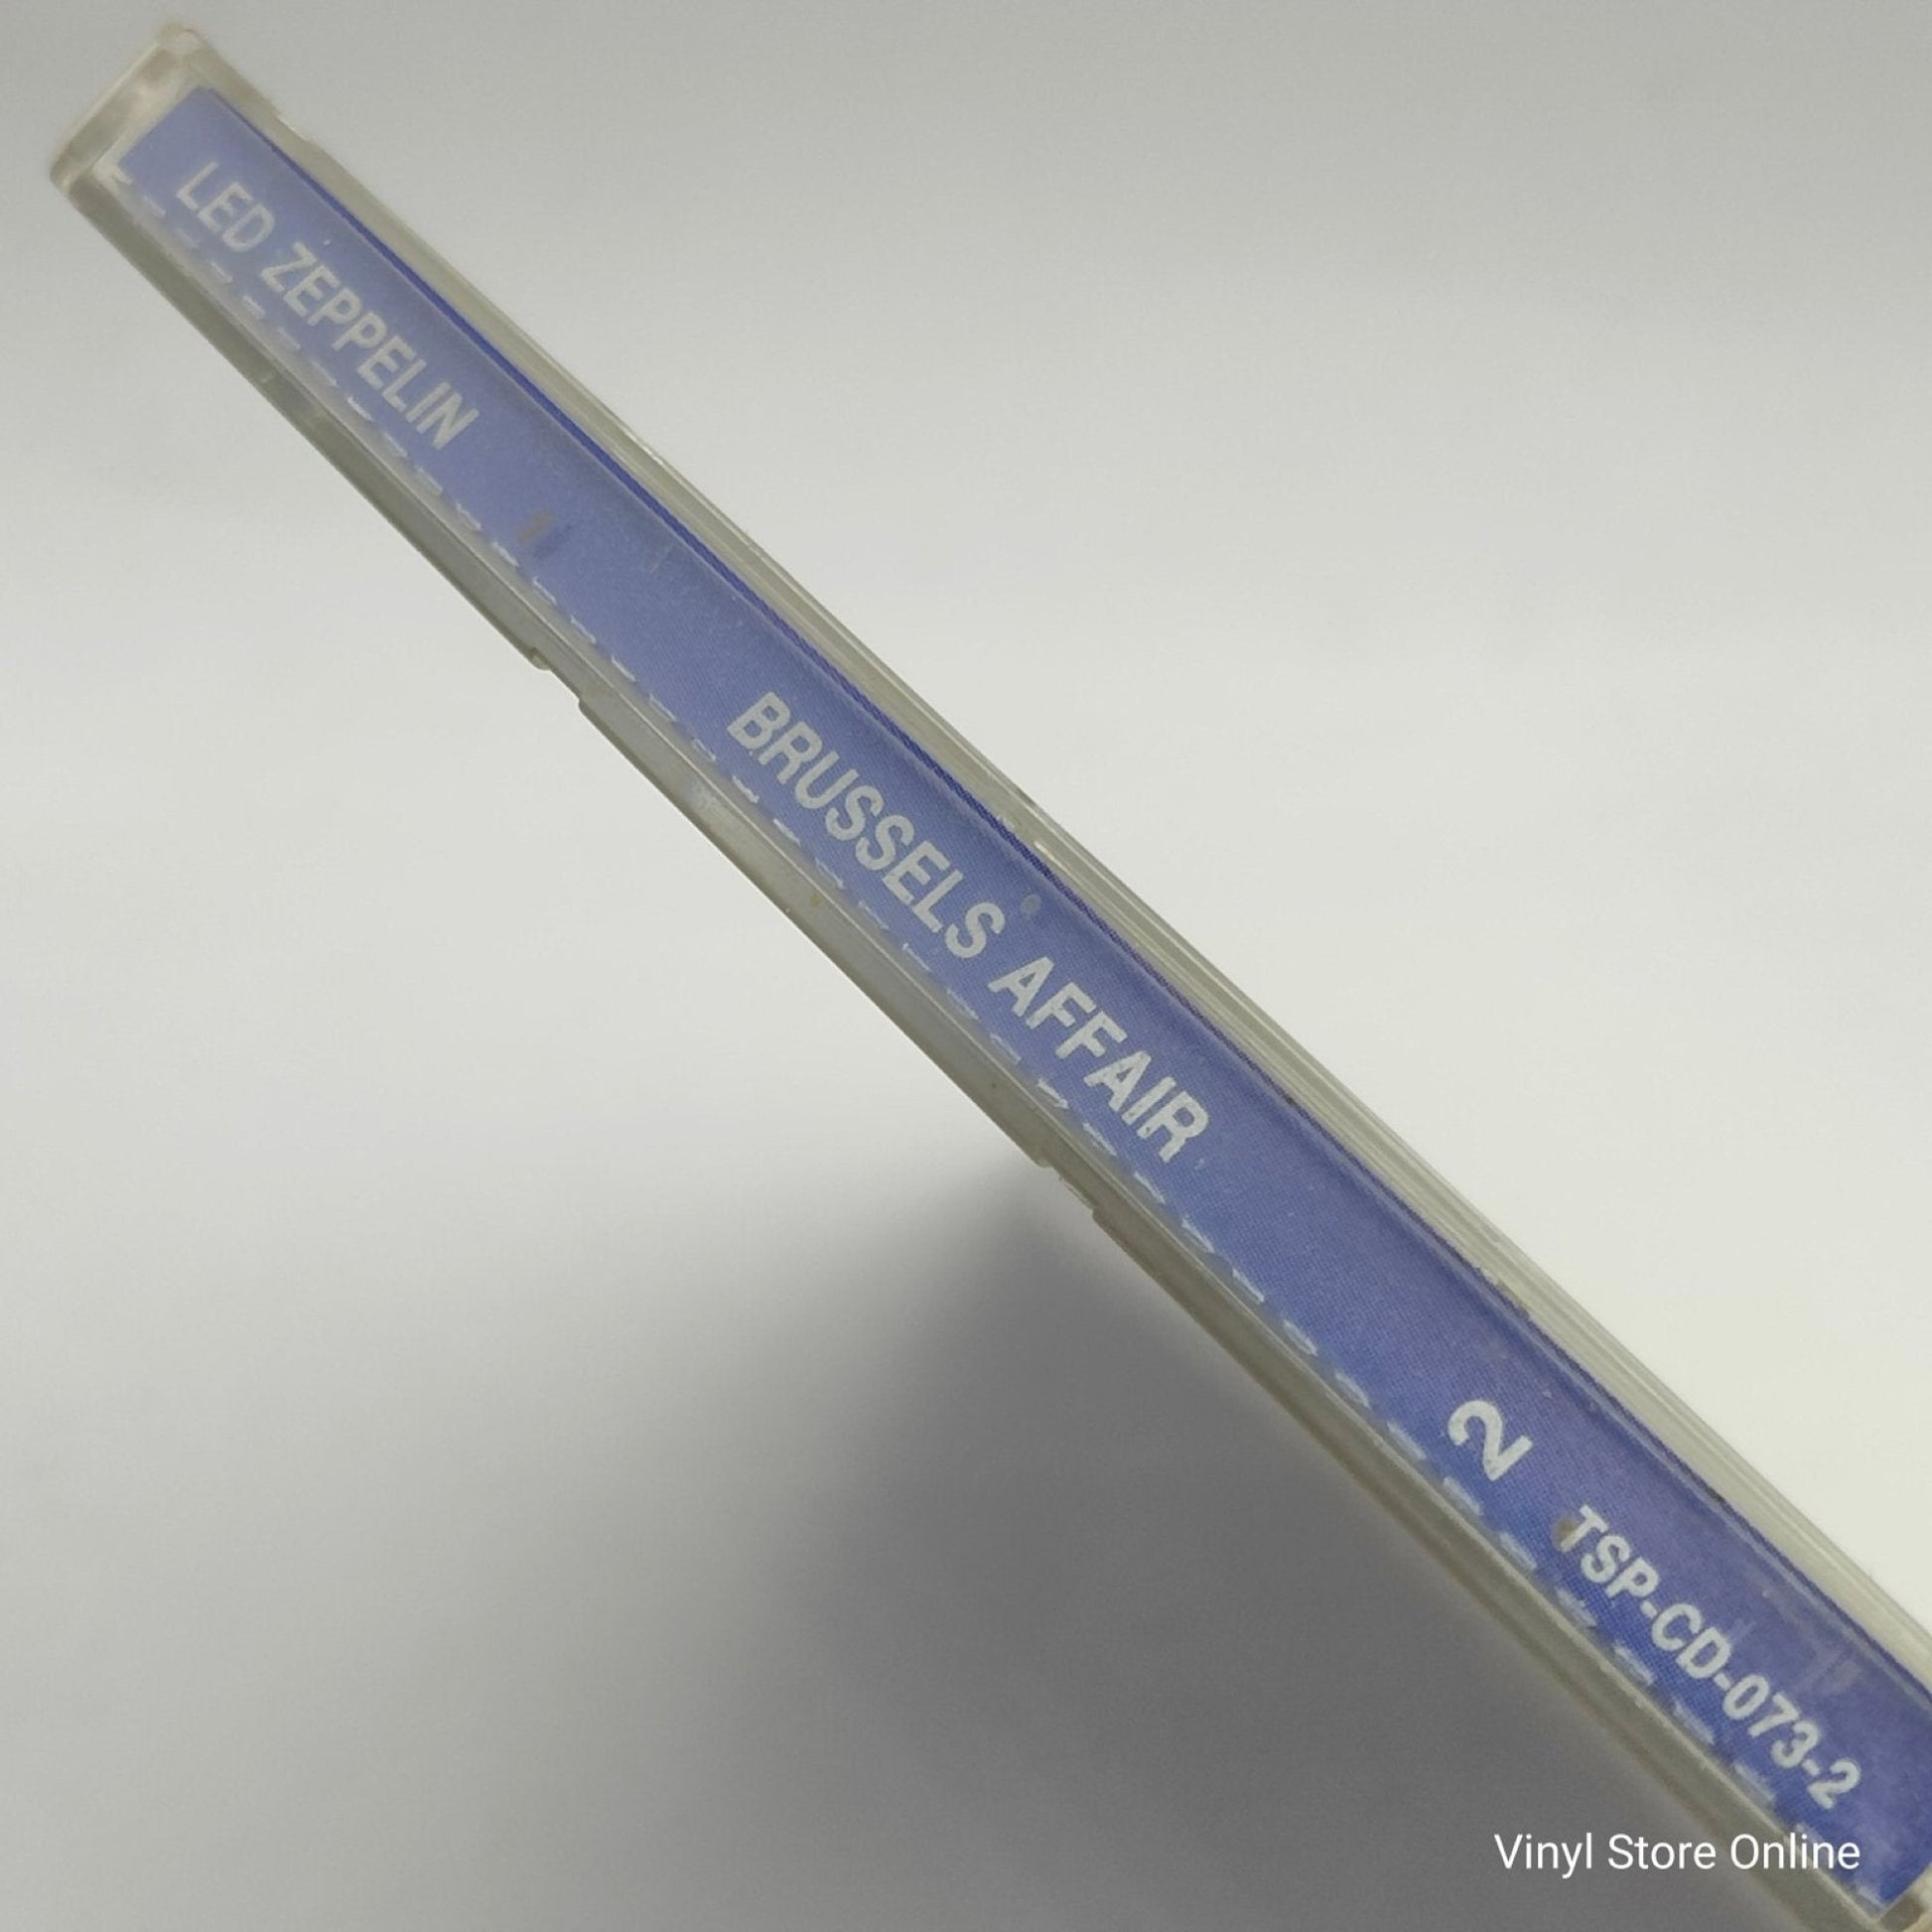 LED ZEPPELIN BRUSSELS AFFAIR 2 TSP-CD-073-2
Vinyl Store Online